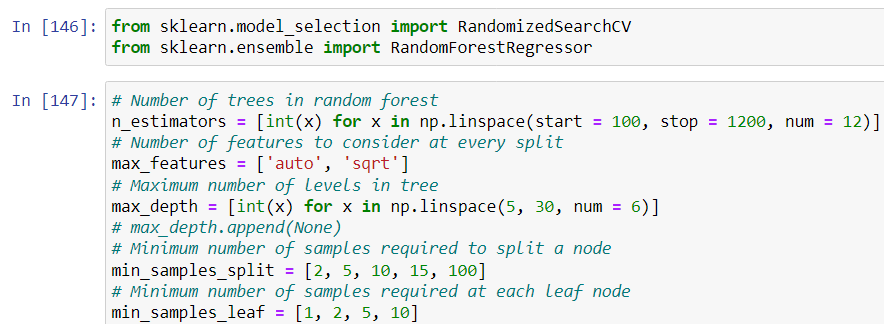 In [146]: from sklearn.model_selection import RandomizedSearchCV
from sklearn.ensemble import RandomForestRegressor
In [147]: # Number of trees in random forest
n_estimators = [int(x) for x in np.linspace(start = 100, stop = 1200, num = 12)]
# Number of features to consider at every split
max_features = ['auto', 'sqrt']
# Maximum number of levels in tree
max_depth = [int(x) for x in np.linspace(5, 30, num = 6)]
# max_depth.append(None)
# Minimum number of samples required to split a node
min_samples_split = [2, 5, 10, 15, 100]
# Minimum number of samples required at each leaf node
min_samples_leaf = [1, 2, 5, 10]